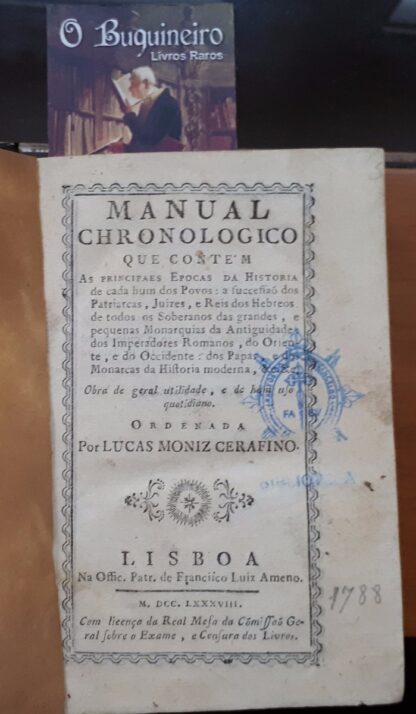 O Buquineiro
Livros Raros
MANUAL
CHRONOLOGICO
QUE CONTE'M
AS PRINCIPAES EPOCAS DA HISTORIA
de cada hum dos Povos: a successaõ dos
Patriarcas, Juizes, e Reis dos Hebreos
de todos os Soberanos das grandes, e
pequenas Monarquias da Antiguidade,
dos Imperadores Romanos, do Orien-
te, e do Occidente: dos Papas, e dos
Monarcas da Historia moderna, &c. &c.
Obra de geral utilidade, e de hum uso
quotidiano.
ORDENADA
Por LUCAS MONIZ CERAFINO.
LISBOA
Na Offic. Patr. de Francisco Luiz Ameno.
M. DCC. LXXXVIII.
Com licença da Real Mesa da Cõmissaõ Ge-
ral sobre o Exame, e Censura dos Livros.
1788